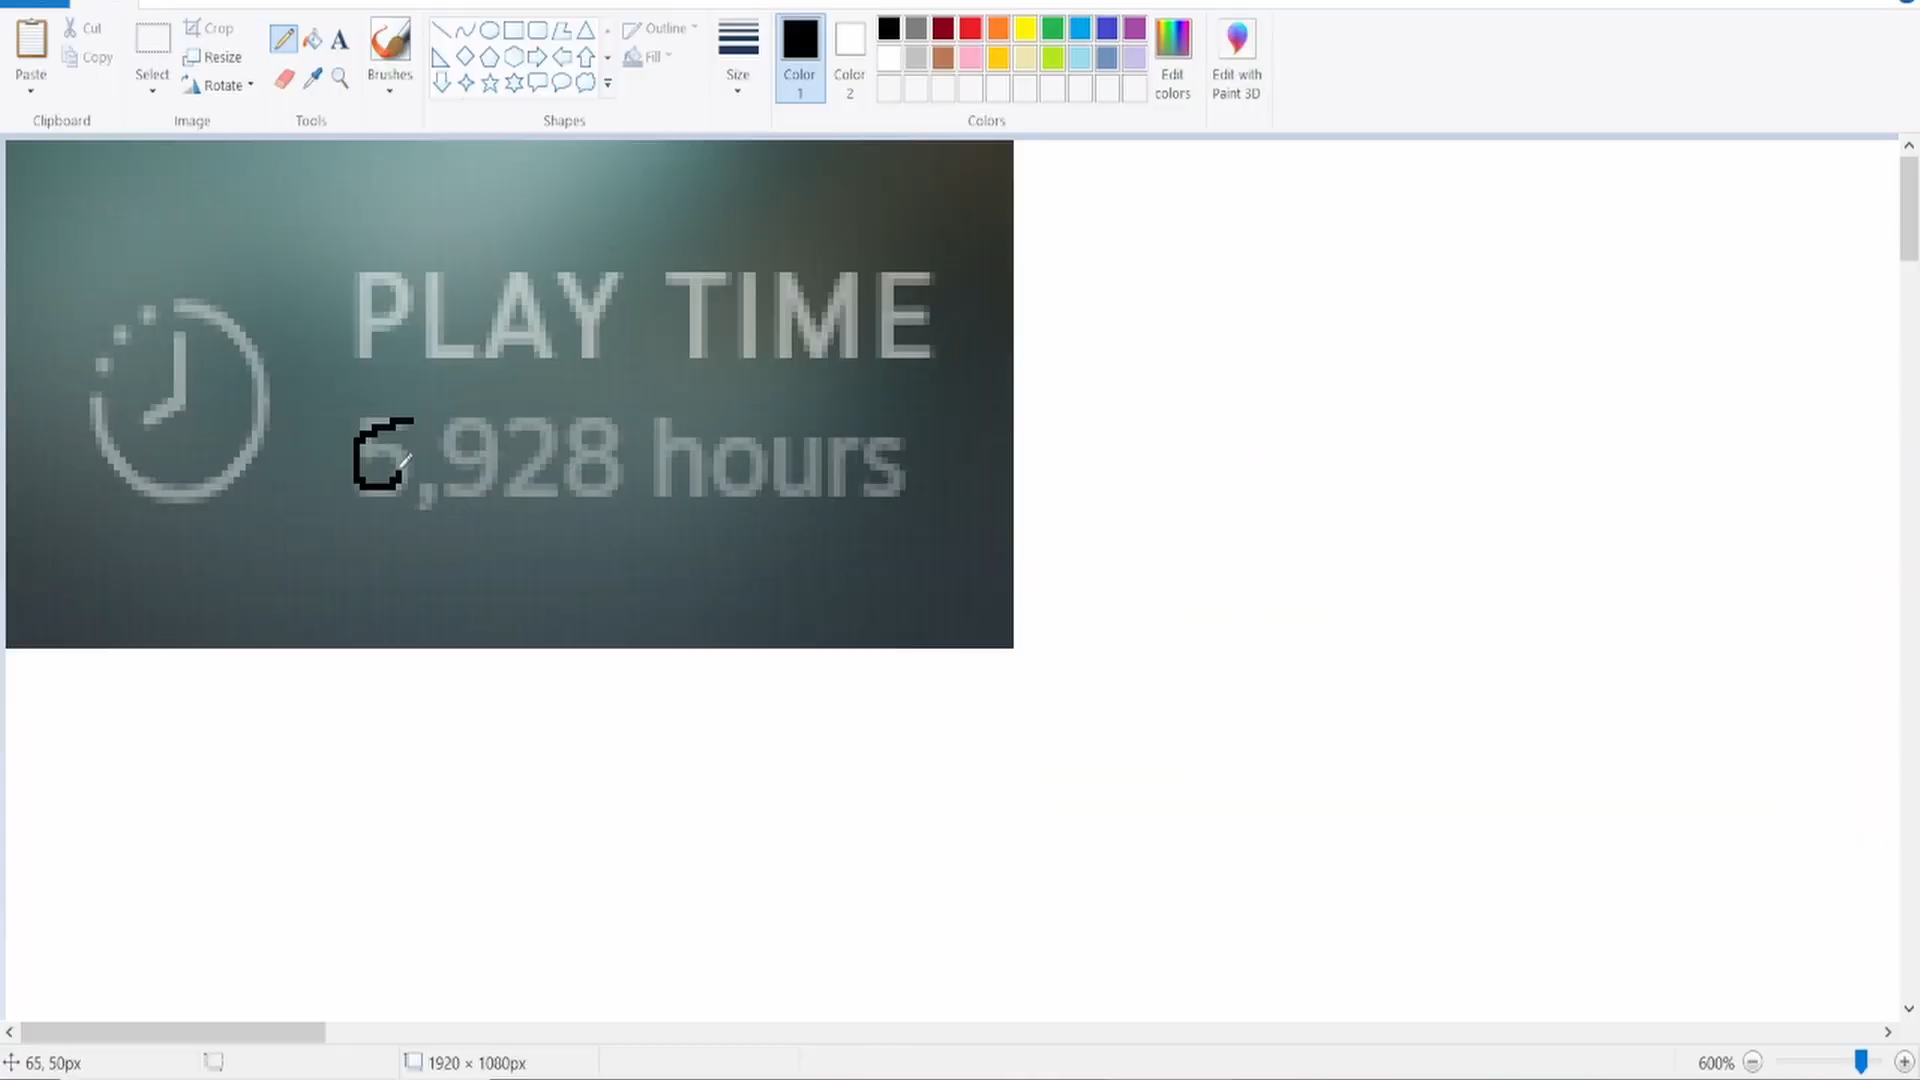 Paste
Cut
Copy
Clipboard
Select
Crop
Resize
Rotate
Image
Tools
Brushes
Shapes
Outline
Fill
Size
Color
1
Color
2
Colors
Edit
colors
Edit with
Paint 3D
PLAY TIME
,928 hours
65, 50px
1920 × 1080px
600%